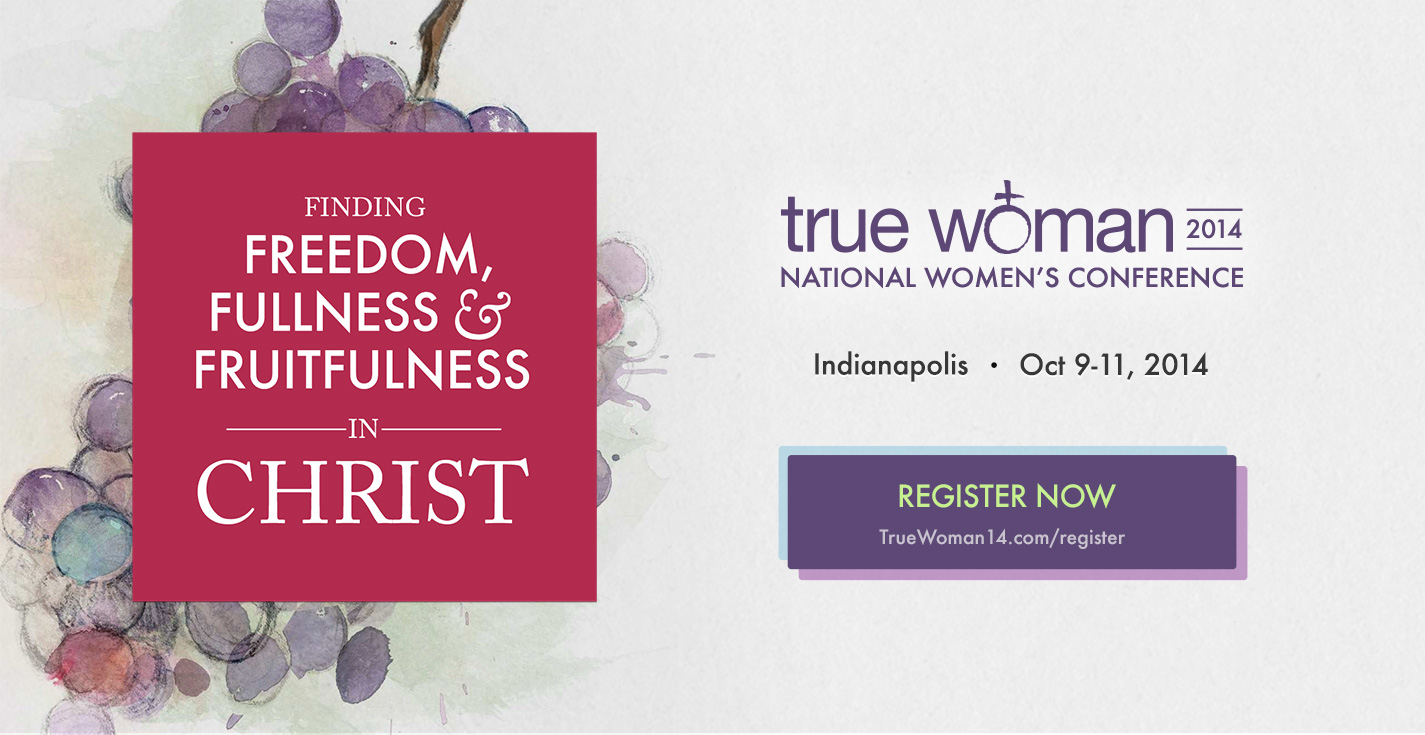 FINDING
FREEDOM,
FULLNESS &
FRUITFULNESS
IN
CHRIST
true woman 2014
NATIONAL WOMEN'S CONFERENCE
Indianapolis • Oct 9-11, 2014
REGISTER NOW
TrueWoman14.com/register